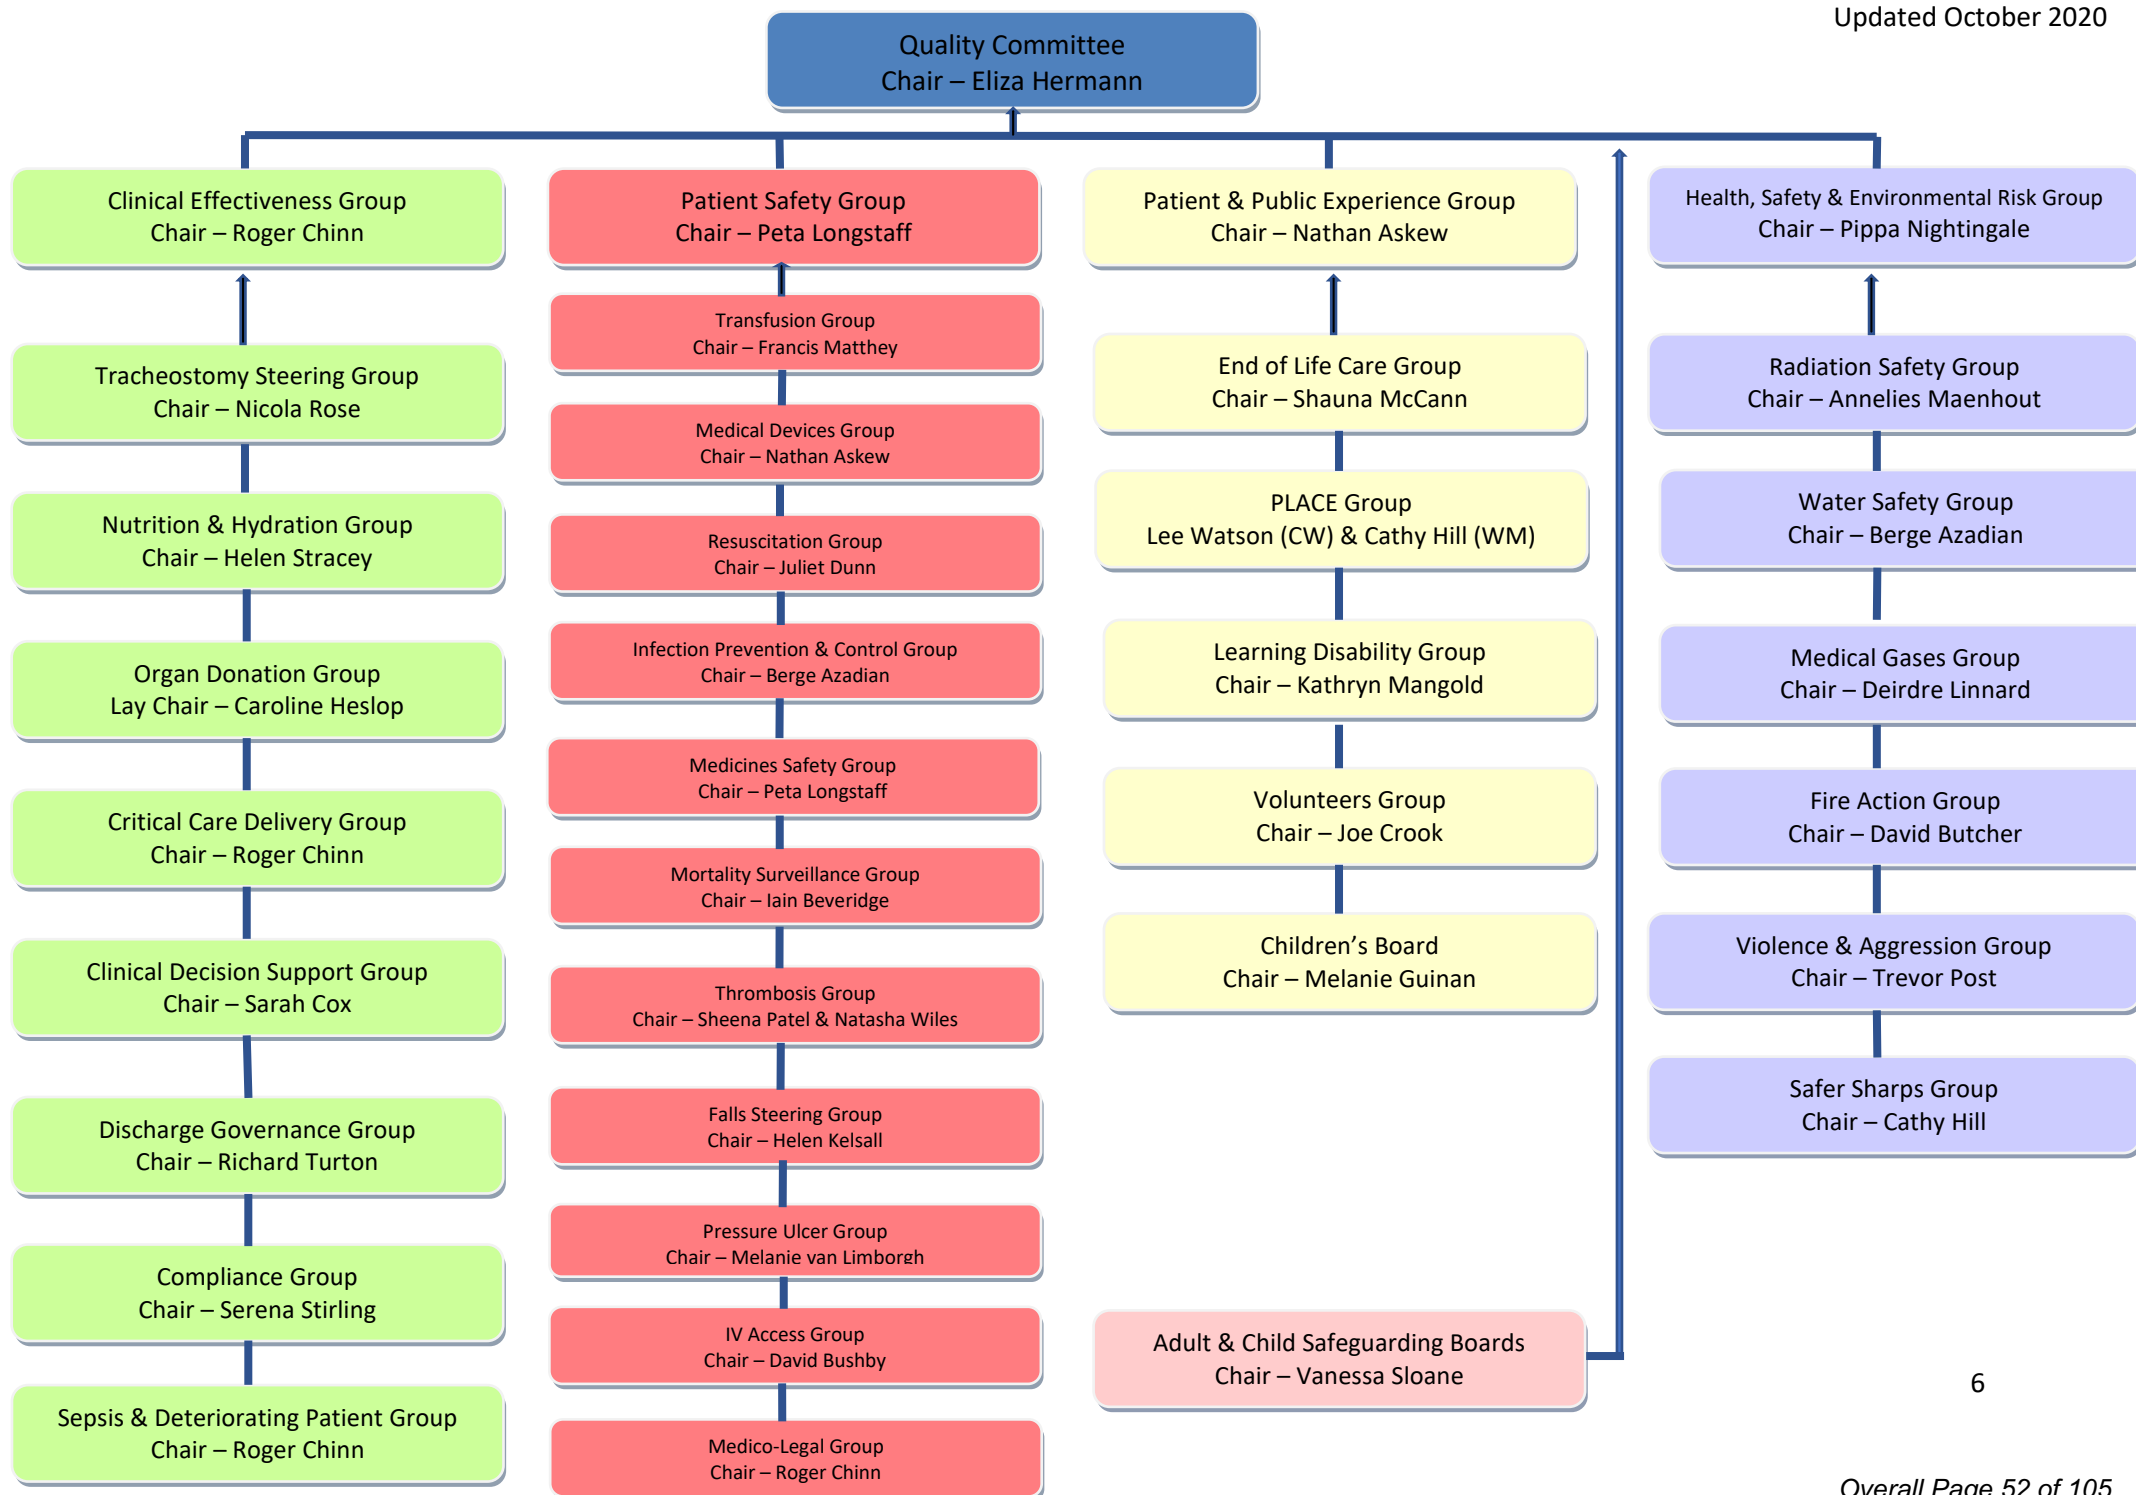 Updated October 2020
Quality Committee
Chair – Eliza Hermann
Clinical Effectiveness Group
Chair – Roger Chinn
Tracheostomy Steering Group
Chair – Nicola Rose
Nutrition & Hydration Group
Chair – Helen Stracey
Organ Donation Group
Lay Chair – Caroline Heslop
Critical Care Delivery Group
Chair – Roger Chinn
Clinical Decision Support Group
Chair – Sarah Cox
Discharge Governance Group
Chair – Richard Turton
Compliance Group
Chair – Serena Stirling
Sepsis & Deteriorating Patient Group
Chair – Roger Chinn
Patient Safety Group
Chair – Peta Longstaff
Transfusion Group
Chair – Francis Matthey
Medical Devices Group
Chair – Nathan Askew
Resuscitation Group
Chair – Juliet Dunn
Infection Prevention & Control Group
Chair – Berge Azadian
Medicines Safety Group
Chair – Peta Longstaff
Mortality Surveillance Group
Chair – Iain Beveridge
Thrombosis Group
Chair – Sheena Patel & Natasha Wiles
Falls Steering Group
Chair – Helen Kelsall
Pressure Ulcer Group
Chair – Melanie van Limborgh
IV Access Group
Chair – David Bushby
Medico-Legal Group
Chair – Roger Chinn
Patient & Public Experience Group
Chair – Nathan Askew
End of Life Care Group
Chair – Shauna McCann
PLACE Group
Lee Watson (CW) & Cathy Hill (WM)
Learning Disability Group
Chair – Kathryn Mangold
Volunteers Group
Chair – Joe Crook
Children’s Board
Chair – Melanie Guinan
Adult & Child Safeguarding Boards
Chair – Vanessa Sloane
Health, Safety & Environmental Risk Group
Chair – Pippa Nightingale
Radiation Safety Group
Chair – Annelies Maenhout
Water Safety Group
Chair – Berge Azadian
Medical Gases Group
Chair – Deirdre Linnard
Fire Action Group
Chair – David Butcher
Violence & Aggression Group
Chair – Trevor Post
Safer Sharps Group
Chair – Cathy Hill
6
Overall Page 52 of 105